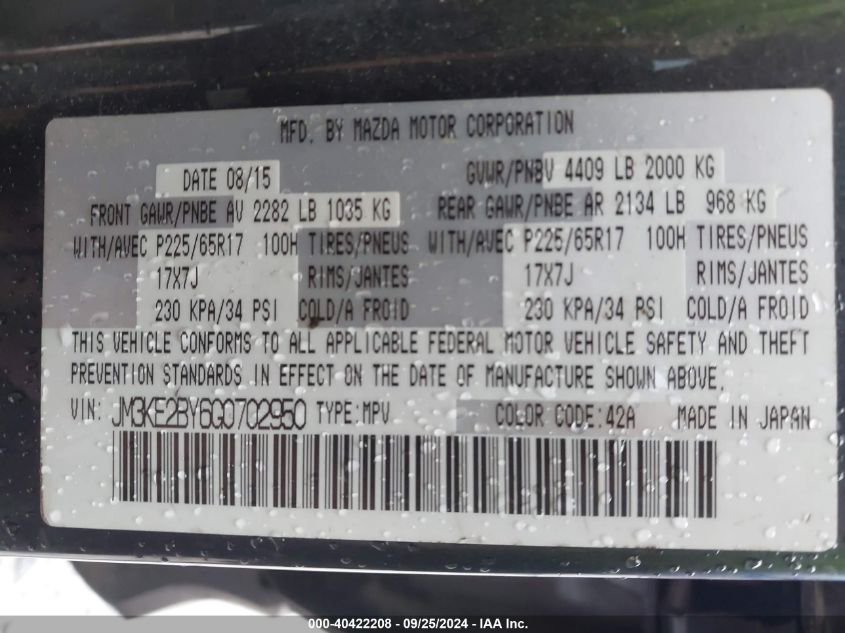 MFD. BY MAZDA MOTOR CORPORATION
DATE 08/15 GVWR/PNBV 4409 LB 2000 KG
FRONT GAWR/PNBE AV 2282 LB 1035 KG REAR GAWR/PNBE AR 2134 LB 968 KG
WITH/AVEC P225/65R17 100H TIRES/PNEUS WITH/AVEC P225/65R17 100H TIRES/PNEUS
17X7J RIMS/JANTES 17X7J RIMS/JANTES
230 KPA/34 PSI COLD/A FROID 230 KPA/34 PSI COLD/A FROID
THIS VEHICLE CONFORMS TO ALL APPLICABLE FEDERAL MOTOR VEHICLE SAFETY AND THEFT
PREVENTION STANDARDS IN EFFECT ON THE DATE OF MANUFACTURE SHOWN ABOVE.
VIN: JM3KE2BY6G0702950 TYPE:MPV COLOR CODE:42A MADE IN JAPAN
000-40422208 - 09/25/2024 - IAA Inc.